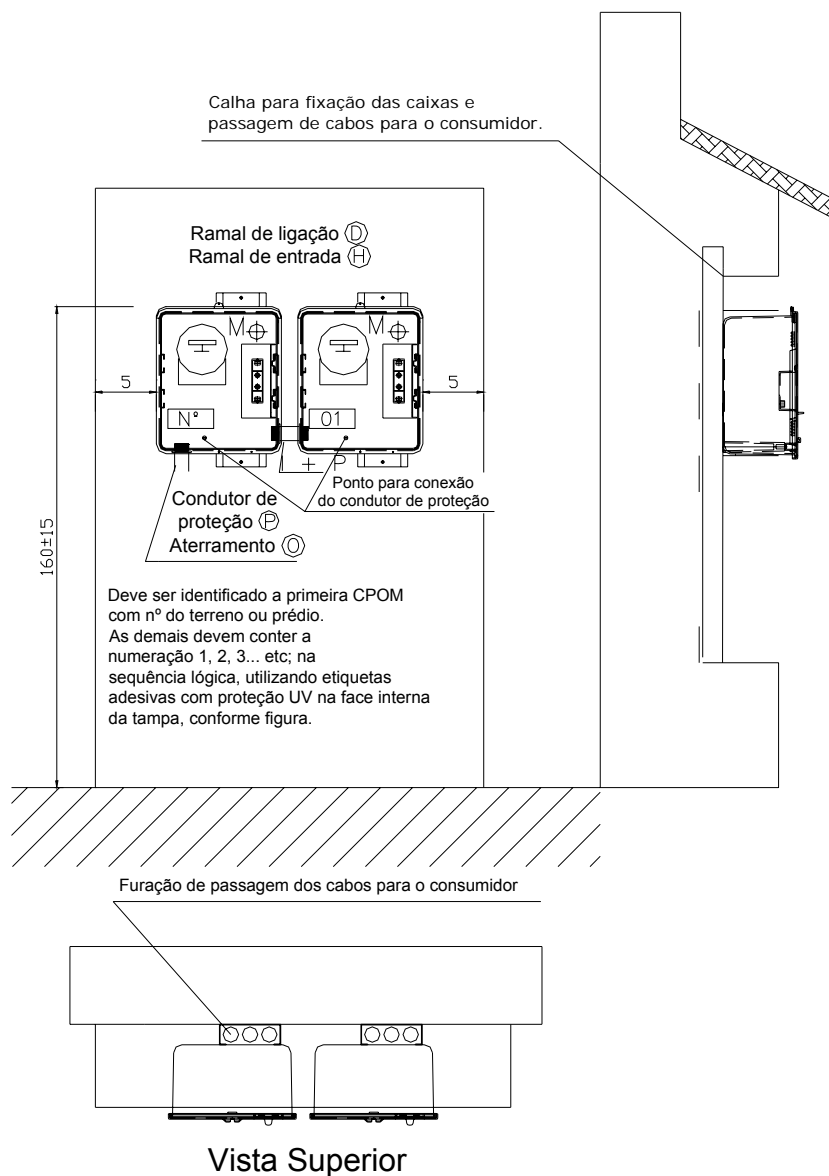 Calha para fixação das caixas e
passagem de cabos para o consumidor.
Ramal de ligação D
Ramal de entrada H
M
M
5
5
Nº
01
+ P
Ponto para conexão
do condutor de proteção
Condutor de
proteção P
Aterramento O
160±15
Deve ser identificado a primeira CPOM
com nº do terreno ou prédio.
As demais devem conter a
numeração 1, 2, 3... etc; na
sequência lógica, utilizando etiquetas
adesivas com proteção UV na face interna
da tampa, conforme figura.
Furação de passagem dos cabos para o consumidor
Vista Superior